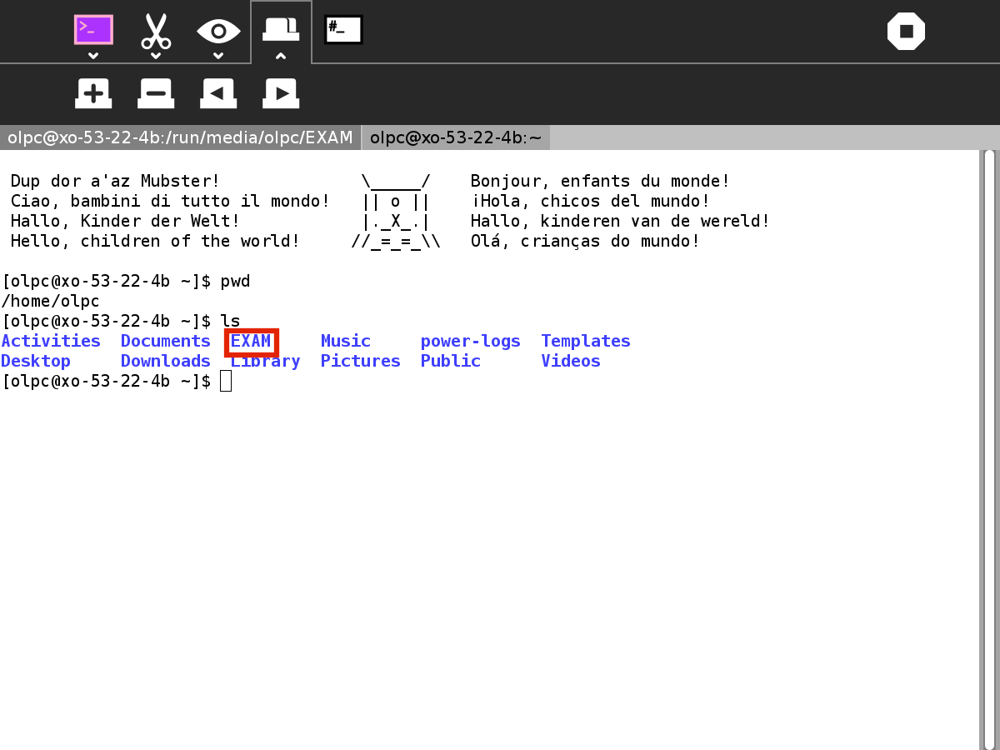 >_
#_
olpc@xo-53-22-4b:/run/media/olpc/EXAM olpc@xo-53-22-4b:~
Dup dor a'az Mubster! \_____/ Bonjour, enfants du monde!
Ciao, bambini di tutto il mondo! || o || ¡Hola, chicos del mundo!
Hallo, Kinder der Welt! |._X_.| Hallo, kinderen van de wereld!
Hello, children of the world! //_=_=_\\ Olá, crianças do mundo!
[olpc@xo-53-22-4b ~]$ pwd
/home/olpc
[olpc@xo-53-22-4b ~]$ ls
Activities Documents EXAM Music power-logs Templates
Desktop Downloads Library Pictures Public Videos
[olpc@xo-53-22-4b ~]$